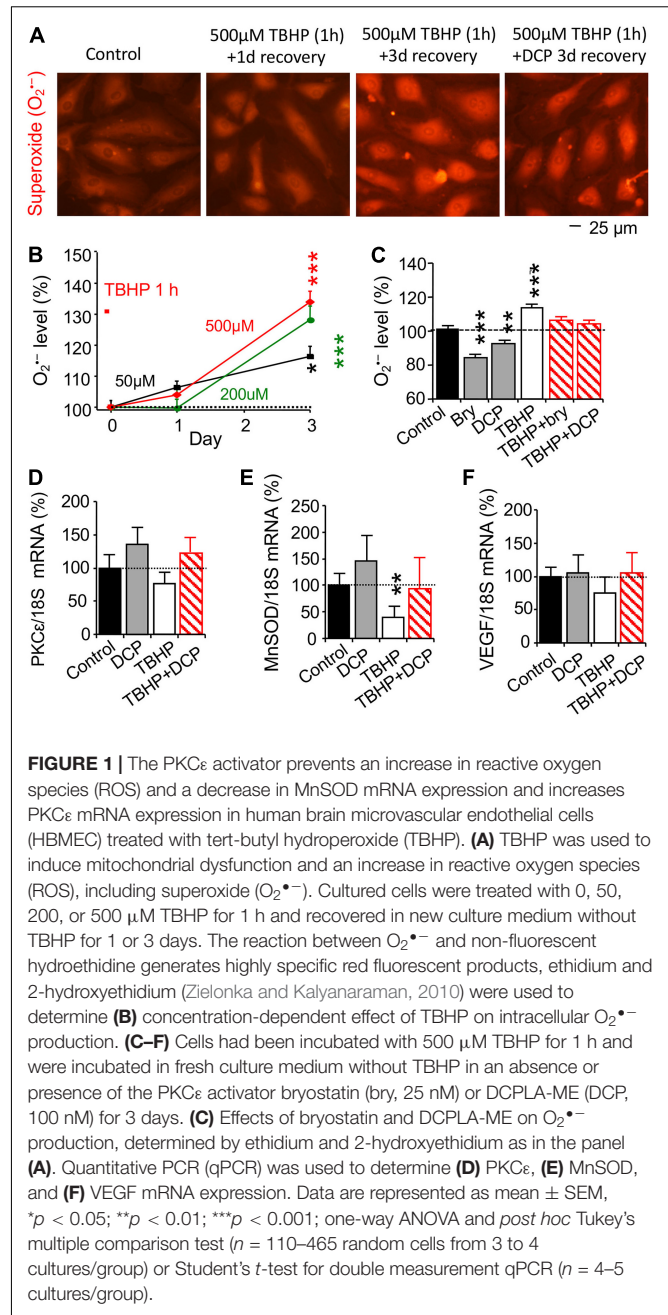 A
Control
500μM TBHP (1h)
+1d recovery
500μM TBHP (1h)
+3d recovery
500μM TBHP (1h)
+DCP 3d recovery
Superoxide (O₂•−)
25 μm
B
O₂•− level (%)
150
140
130
120
110
100
TBHP 1 h
50μM
500μM
200uM
***
***
*
0
1
2
3
Day
C
O₂•− level (%)
140
120
100
80
60
***
**
***
Control
Bry
DCP
TBHP
TBHP+bry
TBHP+DCP
D
PKCε/18S mRNA (%)
200
150
100
50
0
Control
DCP
TBHP
TBHP+DCP
E
MnSOD/18S mRNA (%)
250
200
150
100
50
0
**
Control
DCP
TBHP
TBHP+DCP
F
VEGF/18S mRNA (%)
200
150
100
50
0
Control
DCP
TBHP
TBHP+DCP
FIGURE 1 | The PKCε activator prevents an increase in reactive oxygen
species (ROS) and a decrease in MnSOD mRNA expression and increases
PKCε mRNA expression in human brain microvascular endothelial cells
(HBMEC) treated with tert-butyl hydroperoxide (TBHP). (A) TBHP was used to
induce mitochondrial dysfunction and an increase in reactive oxygen species
(ROS), including superoxide (O₂•−). Cultured cells were treated with 0, 50,
200, or 500 μM TBHP for 1 h and recovered in new culture medium without
TBHP for 1 or 3 days. The reaction between O₂•− and non-fluorescent
hydroethidine generates highly specific red fluorescent products, ethidium and
2-hydroxyethidium (Zielonka and Kalyanaraman, 2010) were used to
determine (B) concentration-dependent effect of TBHP on intracellular O₂•−
production. (C–F) Cells had been incubated with 500 μM TBHP for 1 h and
were incubated in fresh culture medium without TBHP in an absence or
presence of the PKCε activator bryostatin (bry, 25 nM) or DCPLA-ME (DCP,
100 nM) for 3 days. (C) Effects of bryostatin and DCPLA-ME on O₂•−
production, determined by ethidium and 2-hydroxyethidium as in the panel
(A). Quantitative PCR (qPCR) was used to determine (D) PKCε, (E) MnSOD,
and (F) VEGF mRNA expression. Data are represented as mean ± SEM,
*p < 0.05; **p < 0.01; ***p < 0.001; one-way ANOVA and post hoc Tukey's
multiple comparison test (n = 110–465 random cells from 3 to 4
cultures/group) or Student's t-test for double measurement qPCR (n = 4–5
cultures/group).